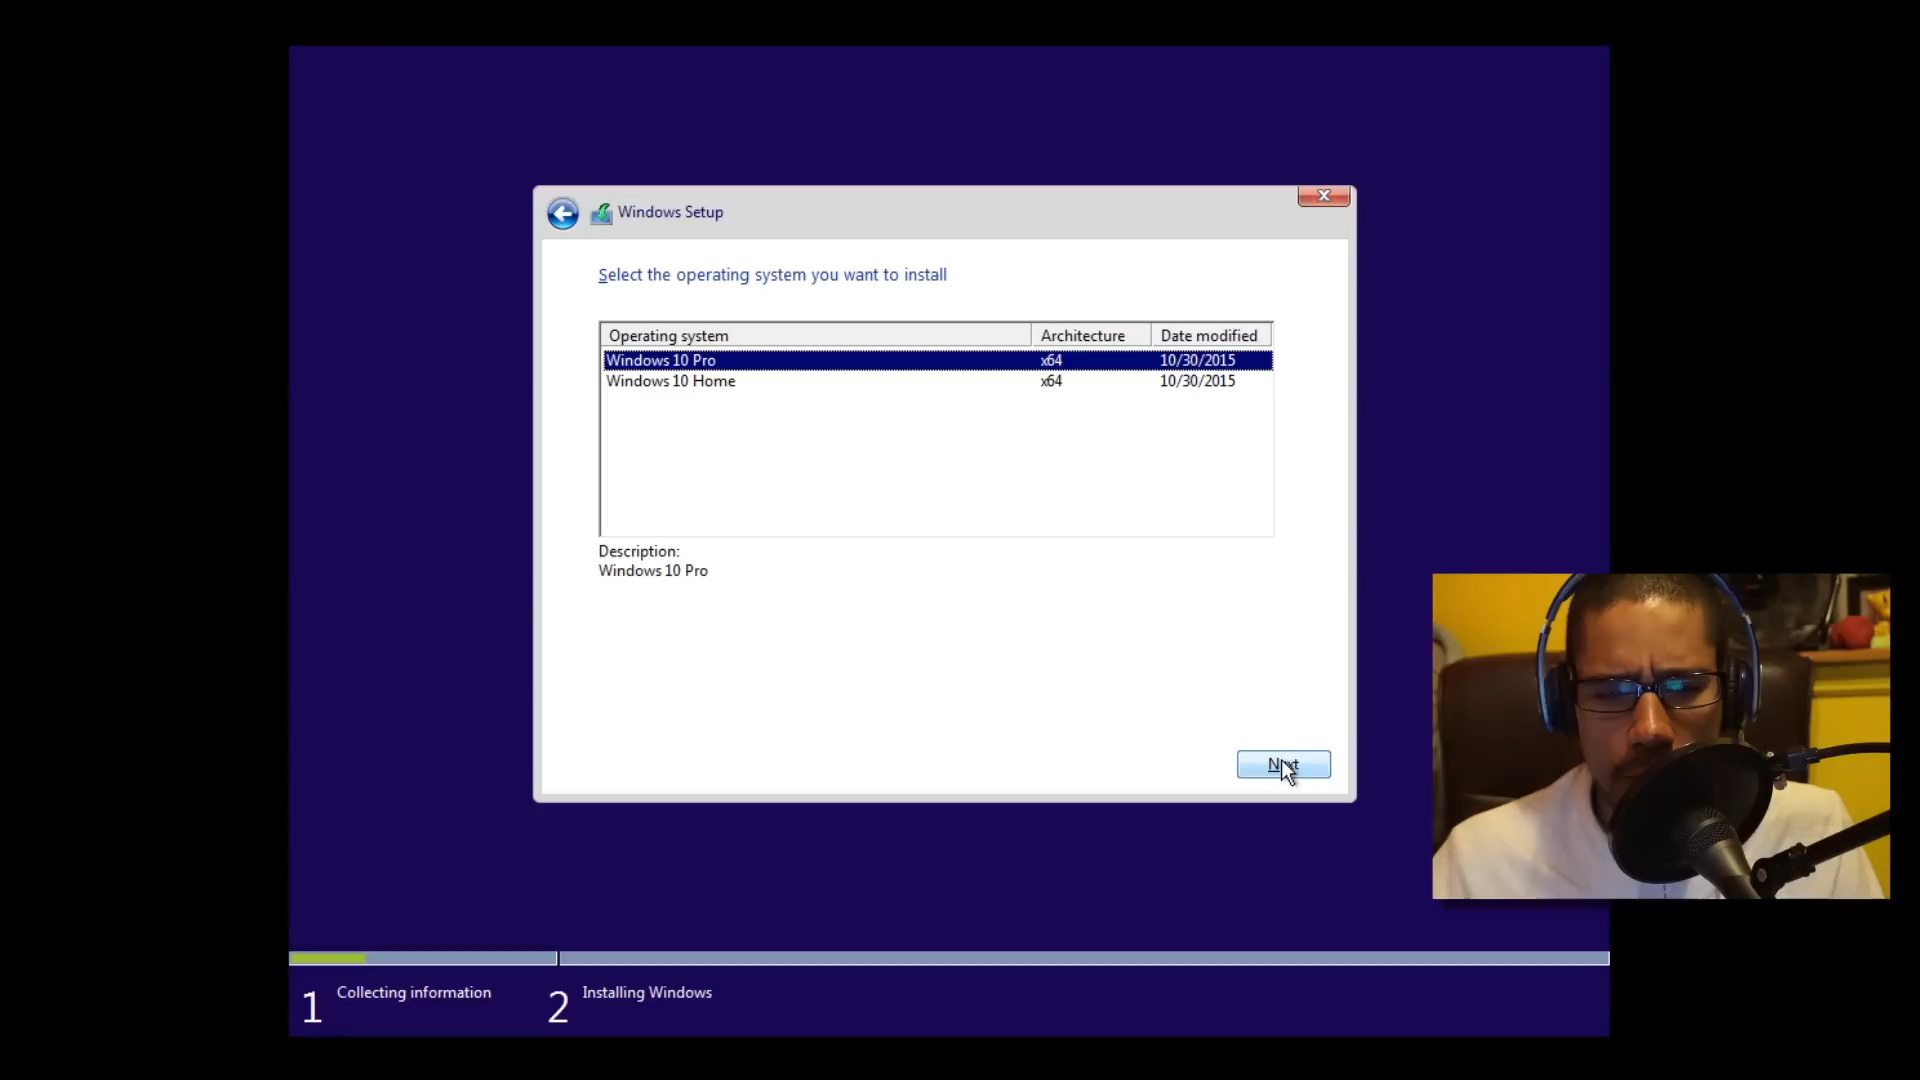 Windows Setup
Select the operating system you want to install
Operating system Architecture Date modified
Windows 10 Pro x64 10/30/2015
Windows 10 Home x64 10/30/2015
Description:
Windows 10 Pro
Next
1 Collecting information 2 Installing Windows